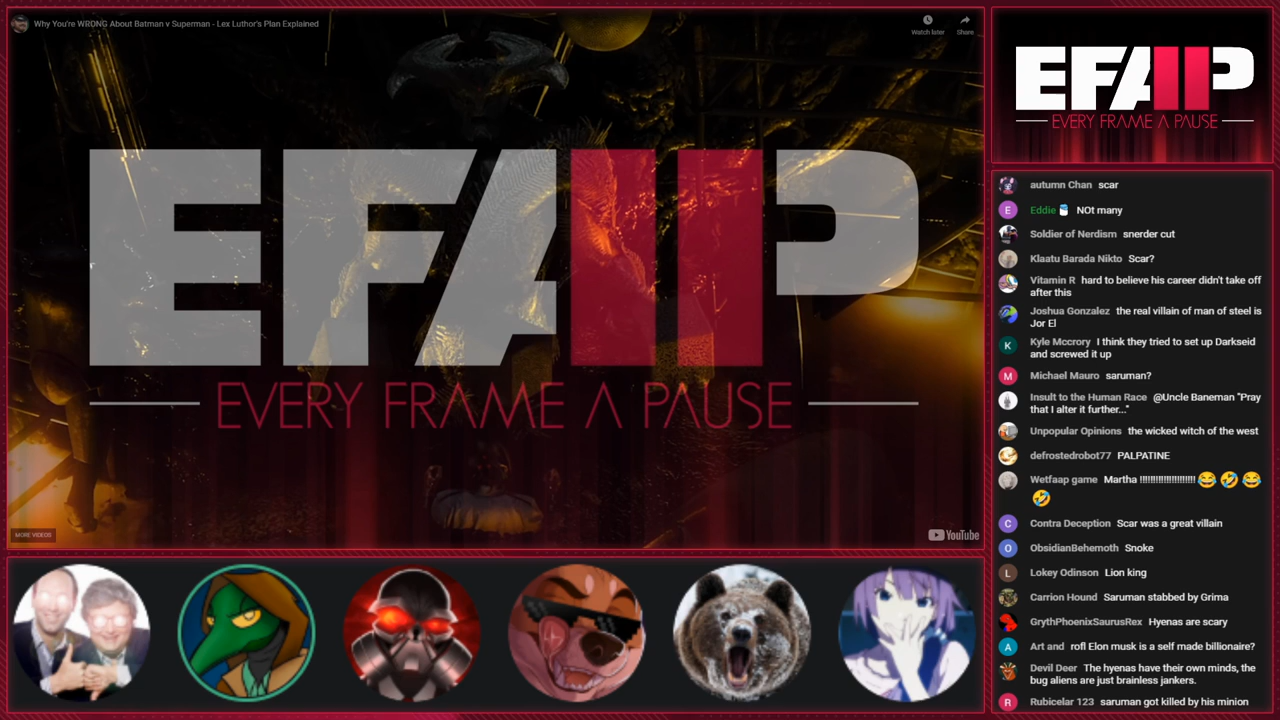 Why You're WRONG About Batman v Superman - Lex Luthor's Plan Explained
Watch later
Share
EFAP
EVERY FRAME A PAUSE
MORE VIDEOS
YouTube
EFAP
EVERY FRAME A PAUSE
autumn Chan scar
E Eddie NOt many
Soldier of Nerdism snerder cut
Klaatu Barada Nikto Scar?
Vitamin R hard to believe his career didn't take off
after this
Joshua Gonzalez the real villain of man of steel is
Jor El
K Kyle Mccrory I think they tried to set up Darkseid
and screwed it up
M Michael Mauro saruman?
Insult to the Human Race @Uncle Baneman "Pray
that I alter it further..."
Unpopular Opinions the wicked witch of the west
defrostedrobot77 PALPATINE
Wetfaap game Martha !!!!!!!!!!!!!!!!!!!!!! 😂 🤣 😂
🤣
C Contra Deception Scar was a great villain
O ObsidianBehemoth Snoke
L Lokey Odinson Lion king
Carrion Hound Saruman stabbed by Grima
GrythPhoenixSaurusRex Hyenas are scary
A Art and rofl Elon musk is a self made billionaire?
Devil Deer The hyenas have their own minds, the
bug aliens are just brainless jankers.
R Rubicelar 123 saruman got killed by his minion